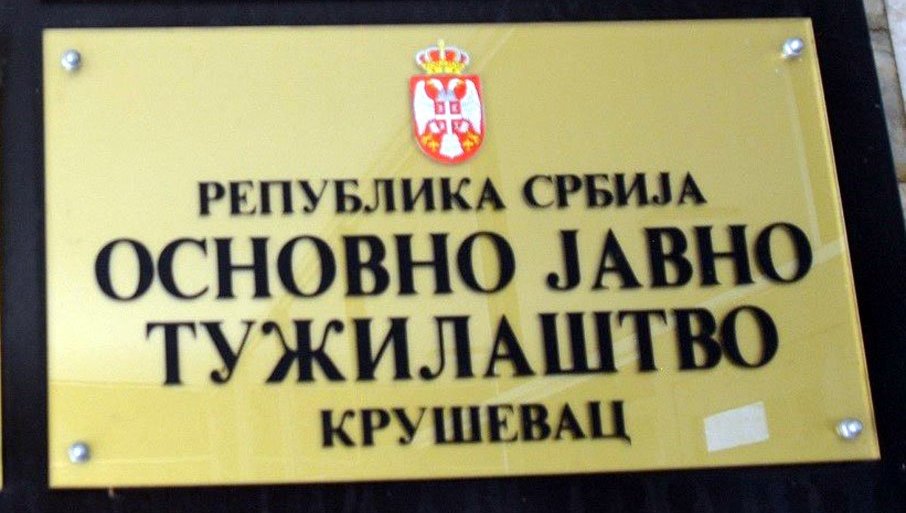 РЕПУБЛИКА СРБИЈА
ОСНОВНО ЈАВНО
ТУЖИЛАШТВО
КРУШЕВАЦ